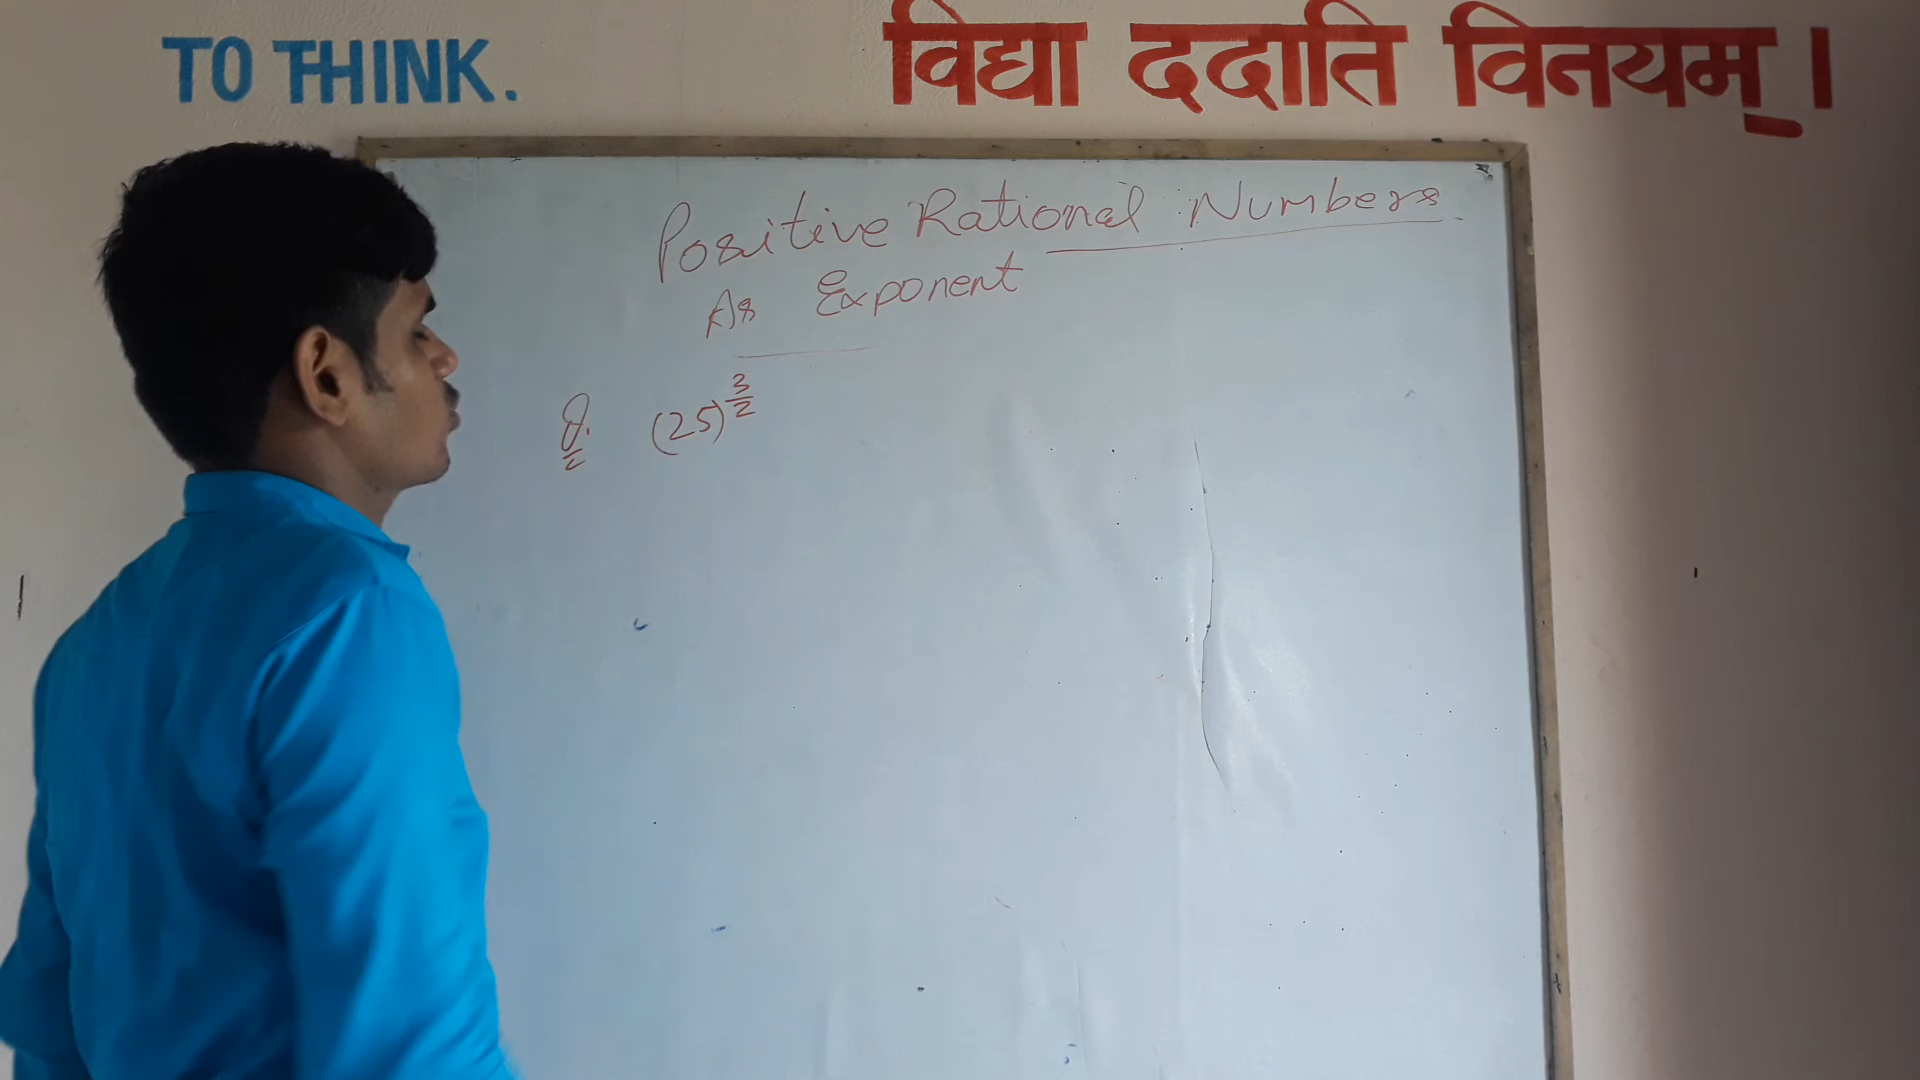 TO THINK.
विद्या ददाति विनयम् ।
Positive Rational Numbers
As Exponent
Q. (25)^{3/2}